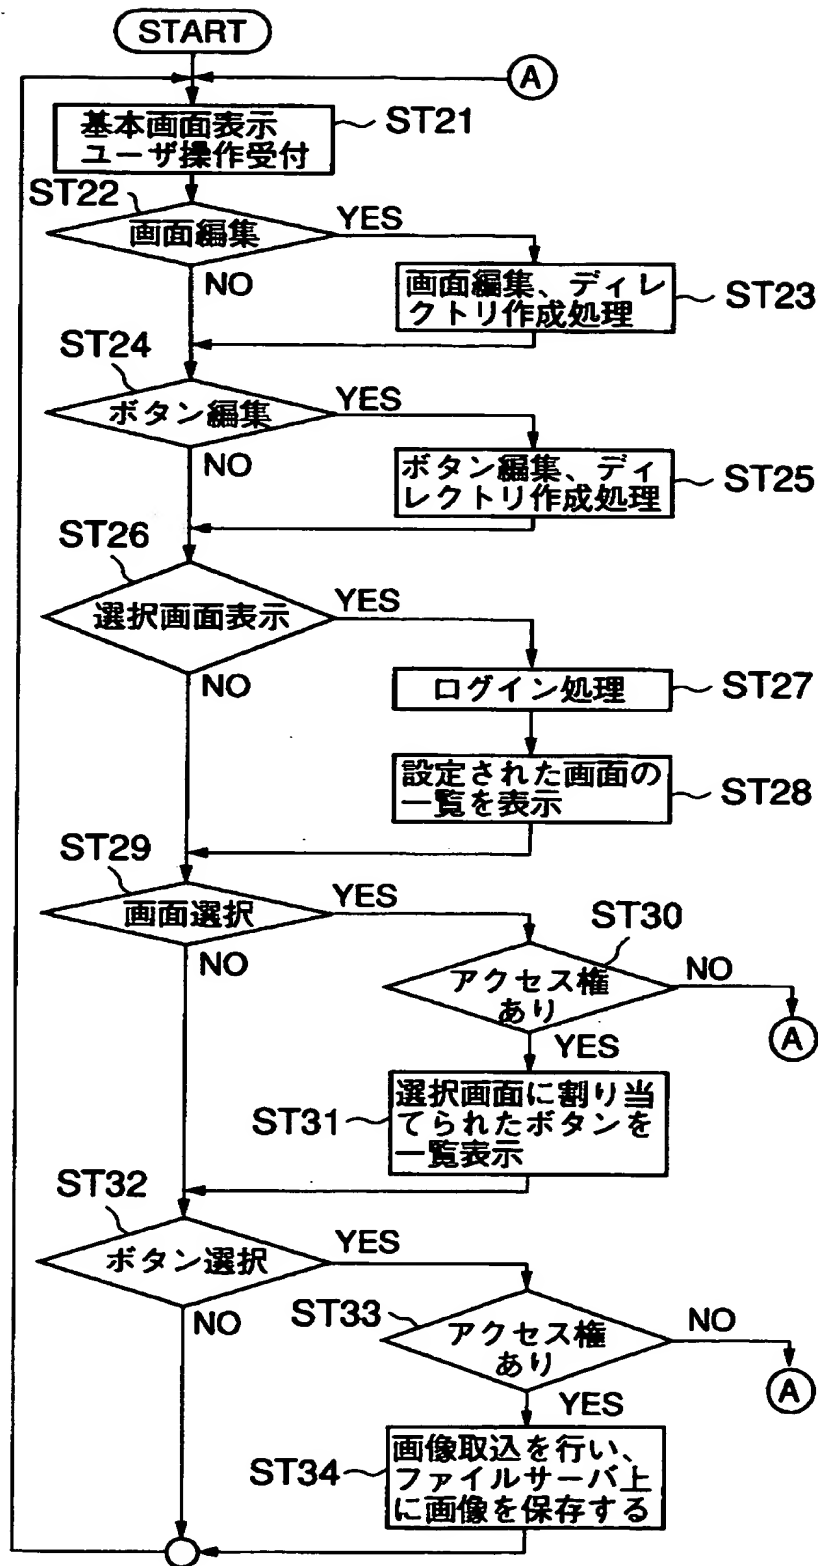 START
A
基本画面表示
ユーザ操作受付
ST21
ST22
画面編集
YES
NO
画面編集、ディレ
クトリ作成処理
ST23
ST24
ボタン編集
YES
NO
ボタン編集、ディ
レクトリ作成処理
ST25
ST26
選択画面表示
YES
NO
ログイン処理
ST27
設定された画面の
一覧を表示
ST28
ST29
画面選択
YES
NO
ST30
アクセス権
あり
NO
A
YES
選択画面に割り当
てられたボタンを
一覧表示
ST31
ST32
ボタン選択
YES
NO
ST33
アクセス権
あり
NO
A
YES
画像取込を行い、
ファイルサーバ上
に画像を保存する
ST34